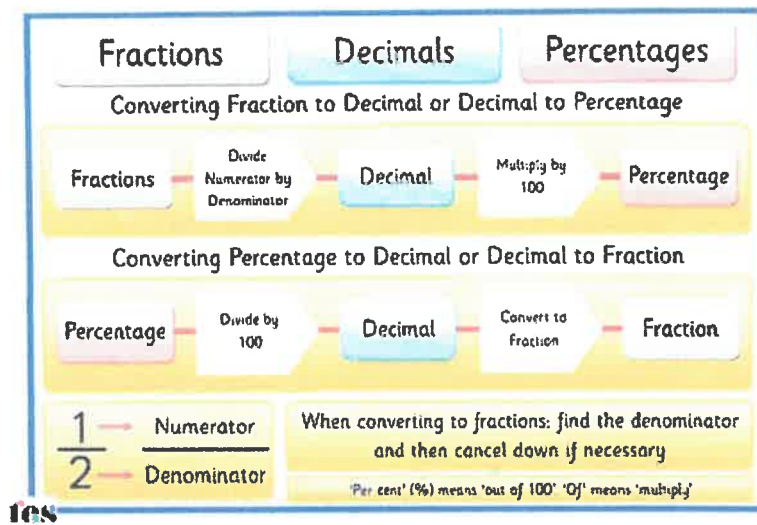 Fractions Decimals Percentages
Converting Fraction to Decimal or Decimal to Percentage
Fractions
Divide
Numerator by
Denominator
Decimal
Multiply by
100
Percentage
Converting Percentage to Decimal or Decimal to Fraction
Percentage
Divide by
100
Decimal
Convert to
Fraction
Fraction
1
2
Numerator
Denominator
When converting to fractions: find the denominator
and then cancel down if necessary
'Per cent' (%) means 'out of 100' 'Of' means 'multiply'
tes